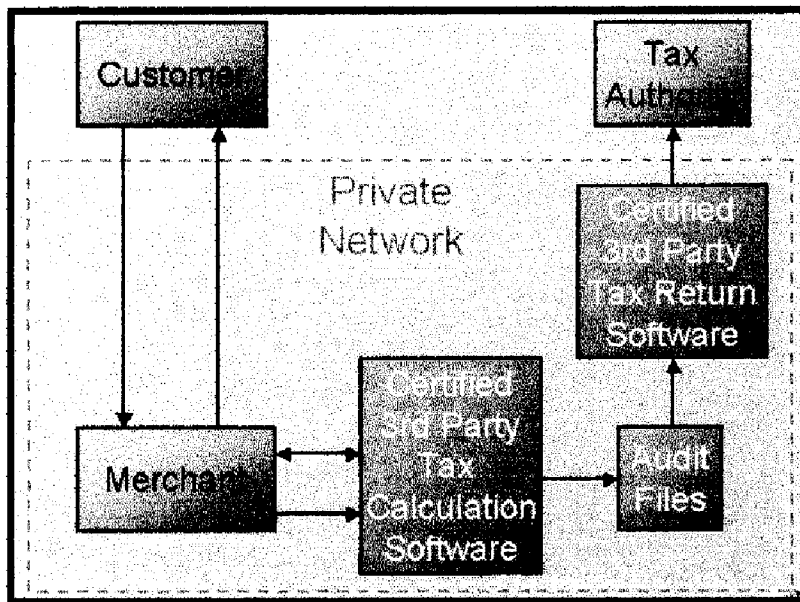 Customer
Tax
Authority
Private
Network
Certified
3rd Party
Tax Return
Software
Certified
3rd Party
Tax
Calculation
Software
Merchant
Audit
Files